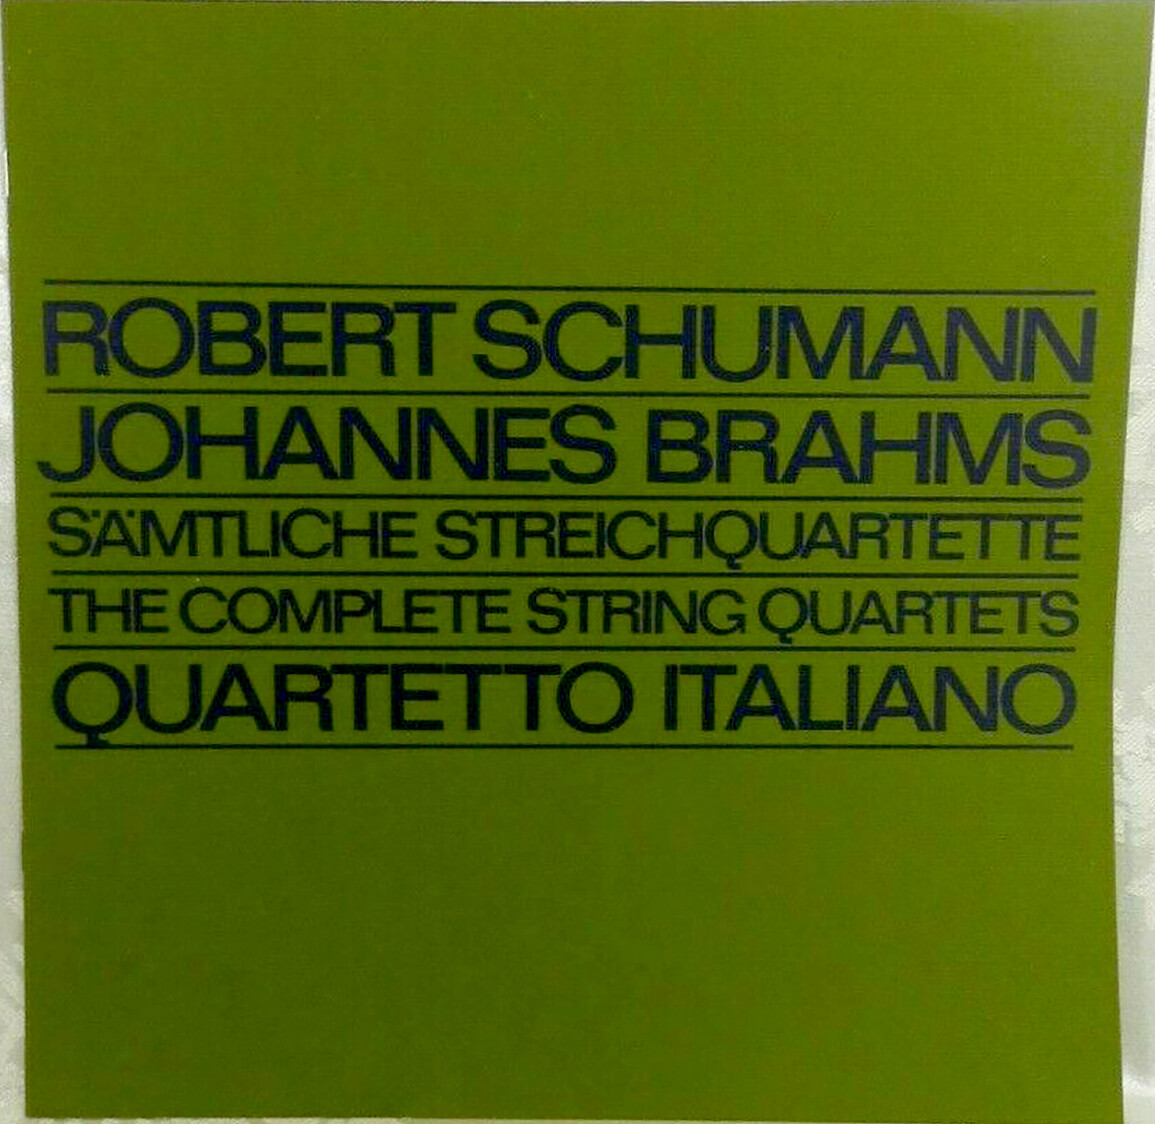 ROBERT SCHUMANN
JOHANNES BRAHMS
SÄMTLICHE STREICHQUARTETTE
THE COMPLETE STRING QUARTETS
QUARTETTO ITALIANO